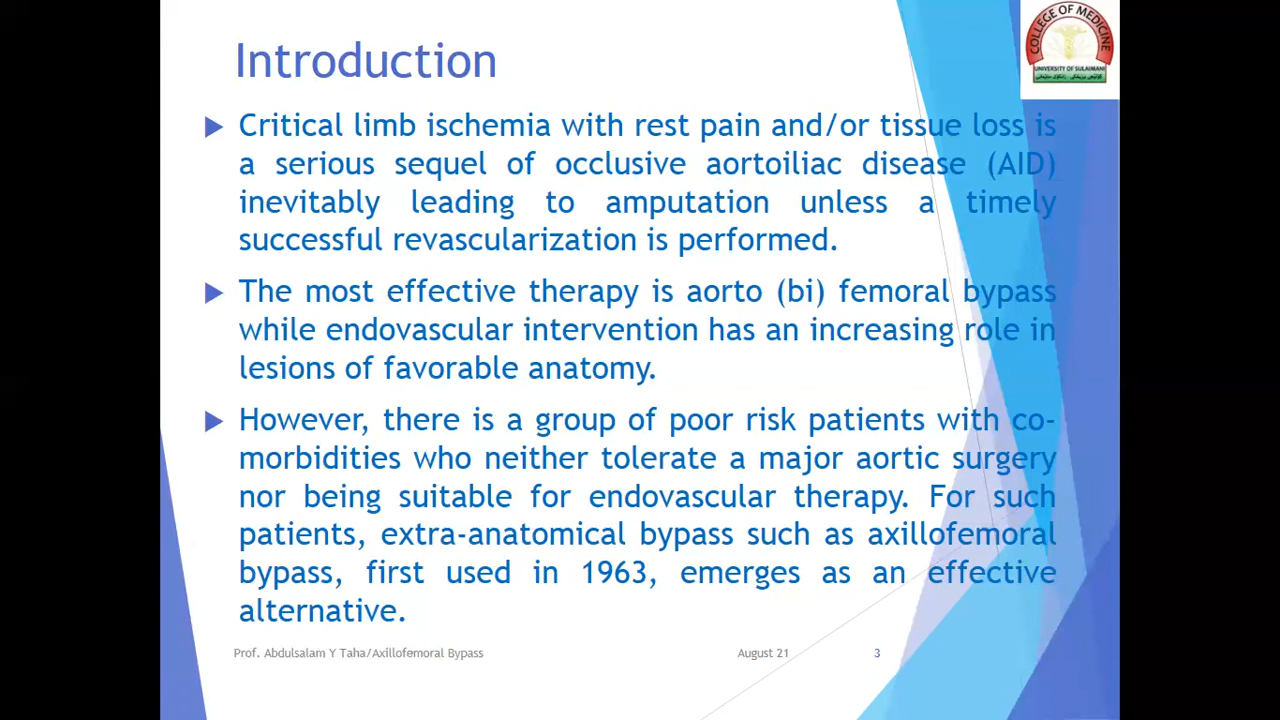 Introduction
COLLEGE OF MEDICINE
UNIVERSITY OF SULAIMANI
Critical limb ischemia with rest pain and/or tissue loss is
a serious sequel of occlusive aortoiliac disease (AID)
inevitably leading to amputation unless a timely
successful revascularization is performed.
The most effective therapy is aorto (bi) femoral bypass
while endovascular intervention has an increasing role in
lesions of favorable anatomy.
However, there is a group of poor risk patients with co-
morbidities who neither tolerate a major aortic surgery
nor being suitable for endovascular therapy. For such
patients, extra-anatomical bypass such as axillofemoral
bypass, first used in 1963, emerges as an effective
alternative.
Prof. Abdulsalam Y Taha/Axillofemoral Bypass
August 21
3